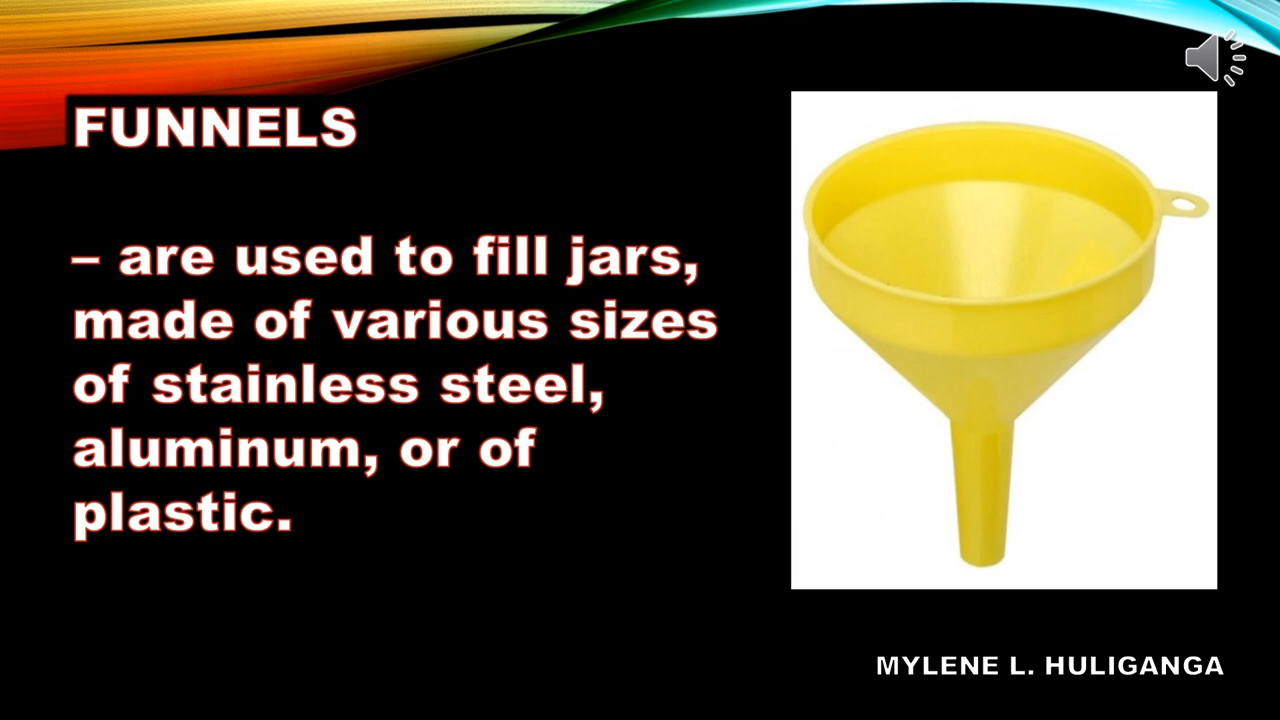 FUNNELS
– are used to fill jars,
made of various sizes
of stainless steel,
aluminum, or of
plastic.
MYLENE L. HULIGANGA